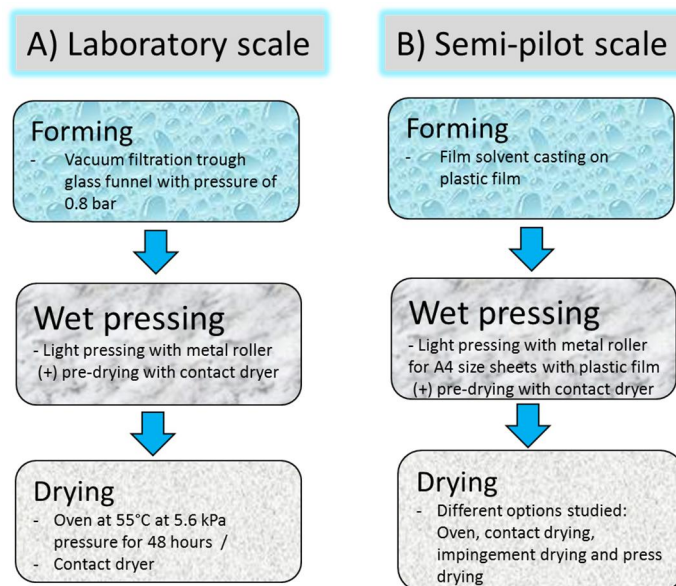 A) Laboratory scale
Forming
- Vacuum filtration trough
glass funnel with pressure of
0.8 bar
Wet pressing
- Light pressing with metal roller
(+) pre-drying with contact dryer
Drying
- Oven at 55°C at 5.6 kPa
pressure for 48 hours /
- Contact dryer
B) Semi-pilot scale
Forming
- Film solvent casting on
plastic film
Wet pressing
- Light pressing with metal roller
for A4 size sheets with plastic film
(+) pre-drying with contact dryer
Drying
- Different options studied:
Oven, contact drying,
impingement drying and press
drying